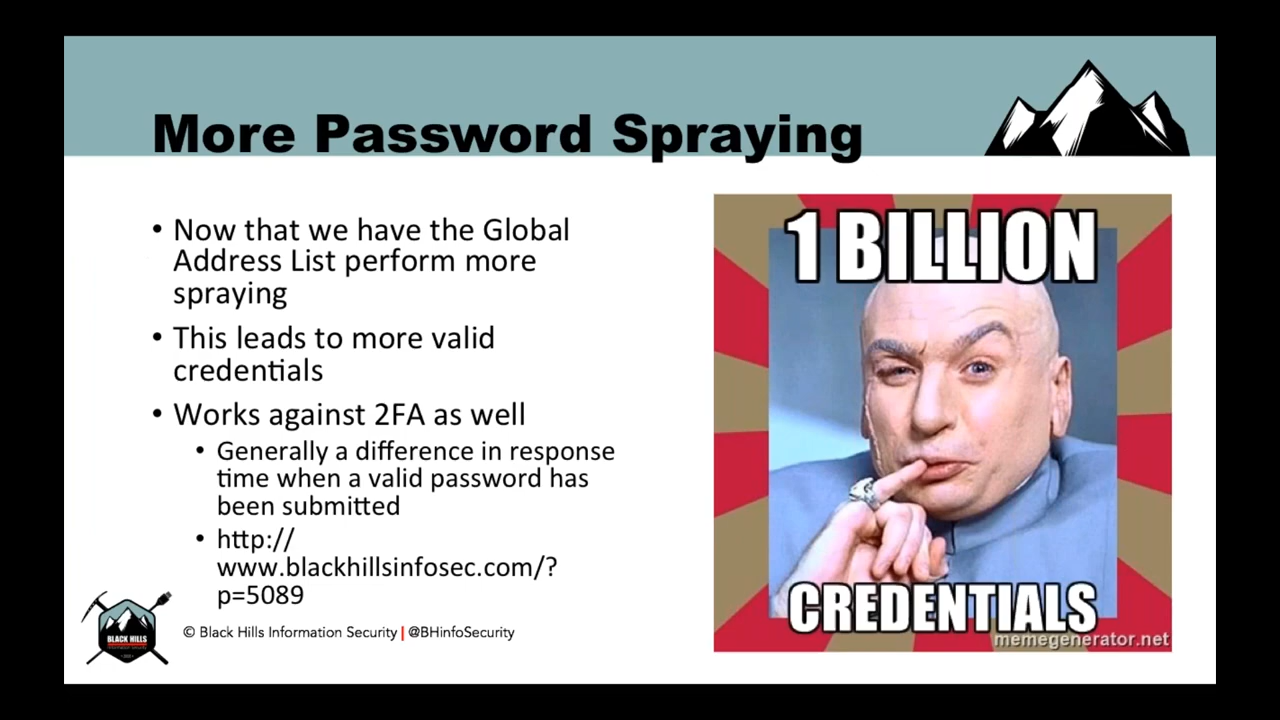 More Password Spraying
• Now that we have the Global
Address List perform more
spraying
• This leads to more valid
credentials
• Works against 2FA as well
• Generally a difference in response
time when a valid password has
been submitted
• http://
www.blackhillsinfosec.com/?
p=5089
1 BILLION
CREDENTIALS
memegenerator.net
BLACK HILLS
© Black Hills Information Security | @BHinfoSecurity